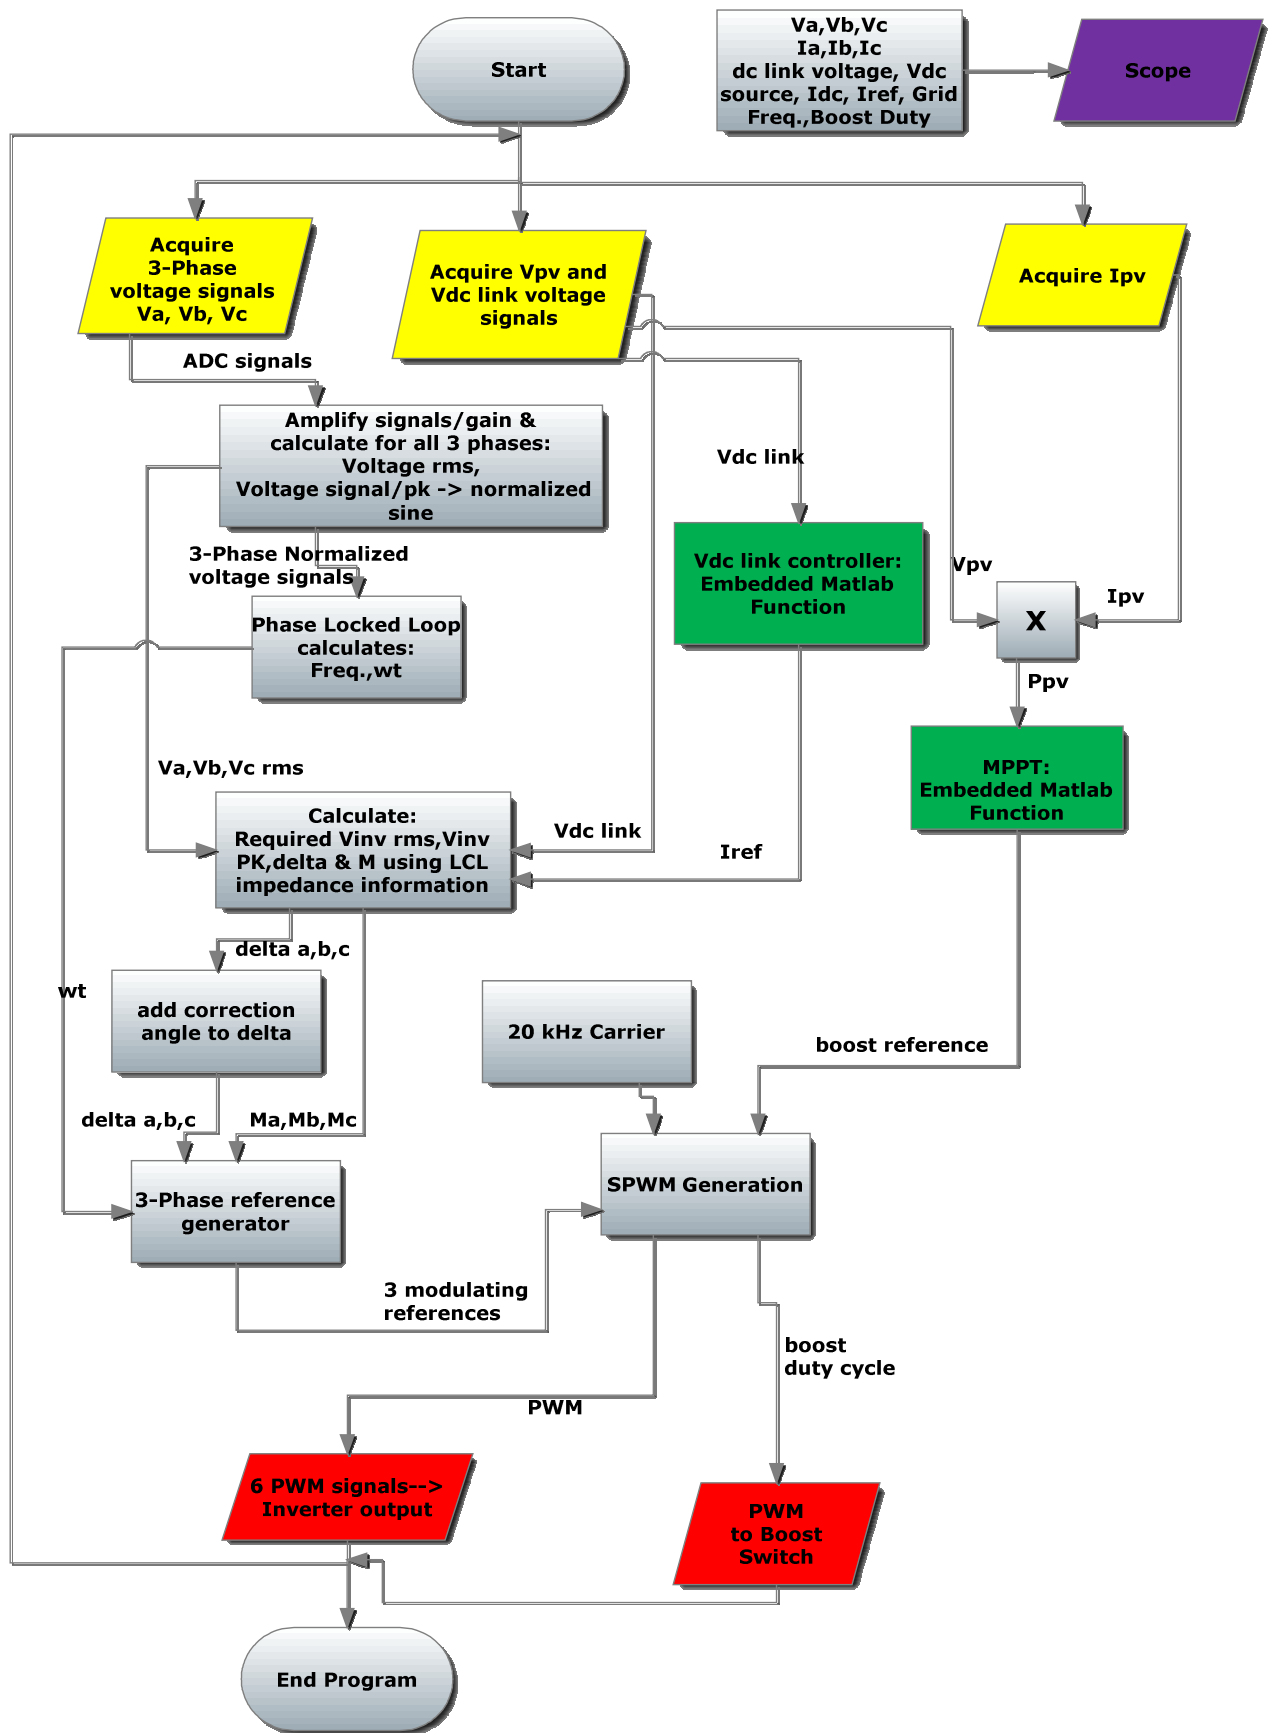 Start
Va,Vb,Vc
Ia,Ib,Ic
dc link voltage, Vdc
source, Idc, Iref, Grid
Freq.,Boost Duty
Scope
Acquire
3-Phase
voltage signals
Va, Vb, Vc
Acquire Vpv and
Vdc link voltage
signals
Acquire Ipv
ADC signals
Amplify signals/gain &
calculate for all 3 phases:
Voltage rms,
Voltage signal/pk -> normalized
sine
Vdc link
3-Phase Normalized
voltage signals
Vdc link controller:
Embedded Matlab
Function
Vpv
Ipv
X
Phase Locked Loop
calculates:
Freq.,wt
Ppv
MPPT:
Embedded Matlab
Function
Va,Vb,Vc rms
Calculate:
Required Vinv rms,Vinv
PK,delta & M using LCL
impedance information
Vdc link
Iref
delta a,b,c
wt
add correction
angle to delta
20 kHz Carrier
boost reference
delta a,b,c
Ma,Mb,Mc
3-Phase reference
generator
SPWM Generation
3 modulating
references
boost
duty cycle
PWM
6 PWM signals-->
Inverter output
PWM
to Boost
Switch
End Program